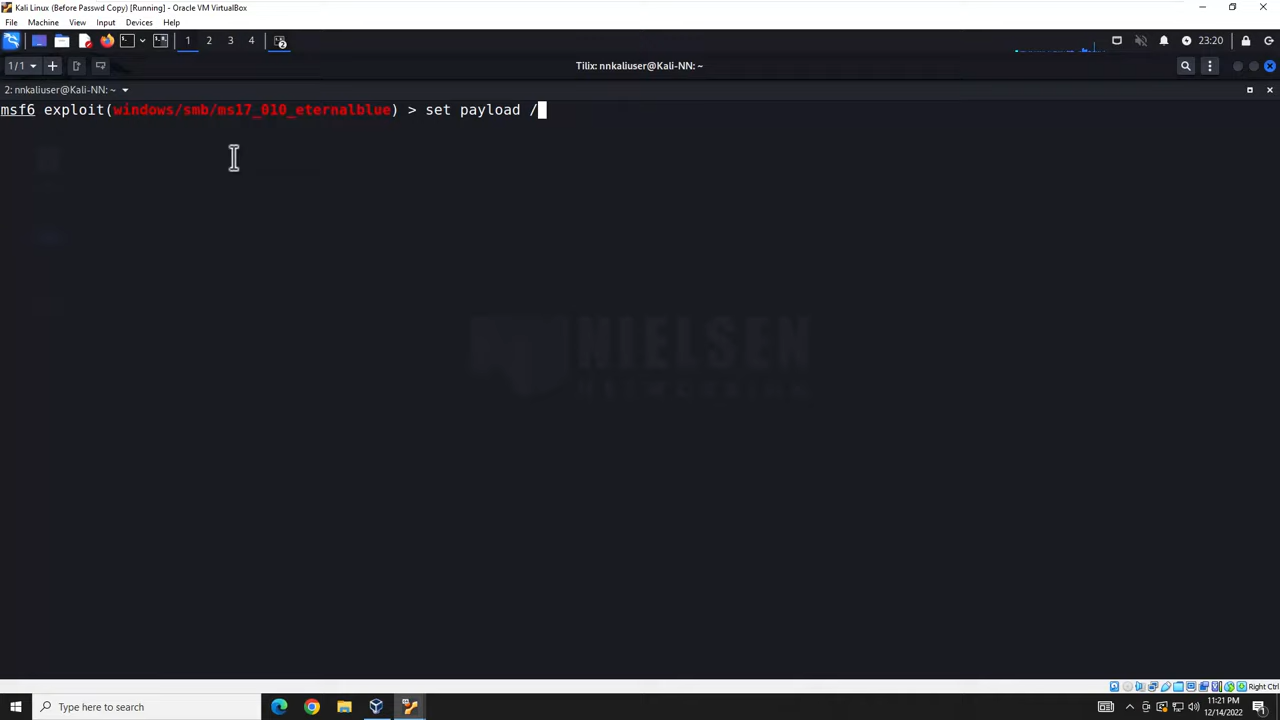 Kali Linux (Before Passwd Copy) [Running] - Oracle VM VirtualBox
File Machine View Input Devices Help
1 2 3 4 2 23:20
1/1 Tilix: nnkaliuser@Kali-NN: ~
2: nnkaliuser@Kali-NN: ~
msf6 exploit(windows/smb/ms17_010_eternalblue) > set payload /
NIELSEN
NETWORKING
Right Ctrl
Type here to search
11:21 PM
12/14/2022
1